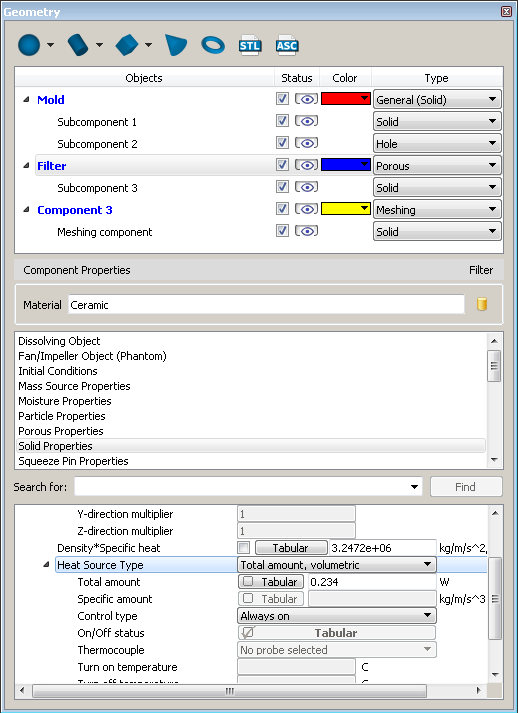 Geometry
STL ASC
Objects Status Color Type
Mold General (Solid)
Subcomponent 1 Solid
Subcomponent 2 Hole
Filter Porous
Subcomponent 3 Solid
Component 3 Meshing
Meshing component Solid
Component Properties Filter
Material Ceramic
Dissolving Object
Fan/Impeller Object (Phantom)
Initial Conditions
Mass Source Properties
Moisture Properties
Particle Properties
Porous Properties
Solid Properties
Squeeze Pin Properties
Search for: Find
Y-direction multiplier 1
Z-direction multiplier 1
Density*Specific heat Tabular 3.2472e+06 kg/m/s^2,
Heat Source Type Total amount, volumetric
Total amount Tabular 0.234 W
Specific amount Tabular kg/m/s^3
Control type Always on
On/Off status Tabular
Thermocouple No probe selected
Turn on temperature C